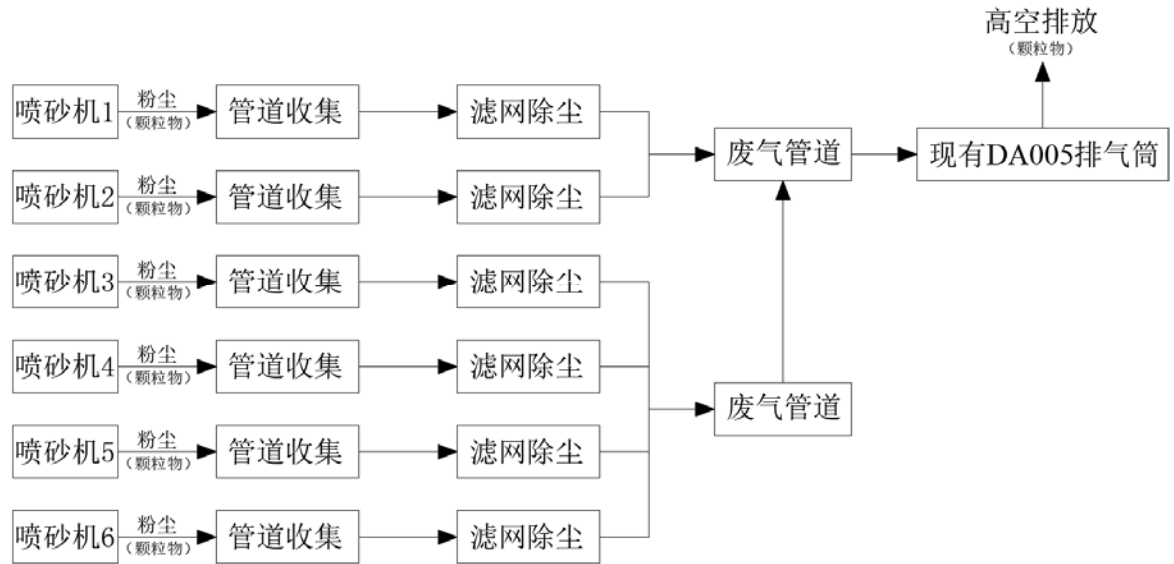 高空排放
（颗粒物）
喷砂机1
粉尘
（颗粒物）
管道收集
滤网除尘
喷砂机2
粉尘
（颗粒物）
管道收集
滤网除尘
废气管道
现有DA005排气筒
喷砂机3
粉尘
（颗粒物）
管道收集
滤网除尘
喷砂机4
粉尘
（颗粒物）
管道收集
滤网除尘
废气管道
喷砂机5
粉尘
（颗粒物）
管道收集
滤网除尘
喷砂机6
粉尘
（颗粒物）
管道收集
滤网除尘